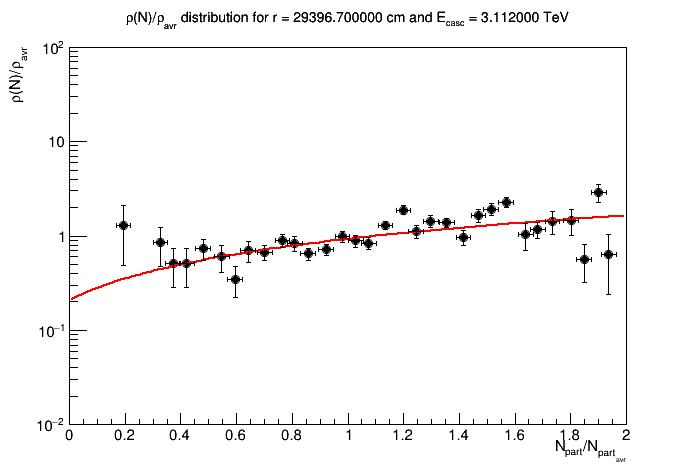 ρ(N)/ρavr distribution for r = 29396.700000 cm and Ecasc = 3.112000 TeV
ρ(N)/ρavr
10²
10
1
10⁻¹
10⁻²
0 0.2 0.4 0.6 0.8 1 1.2 1.4 1.6 1.8 2
Npart/Npartavr